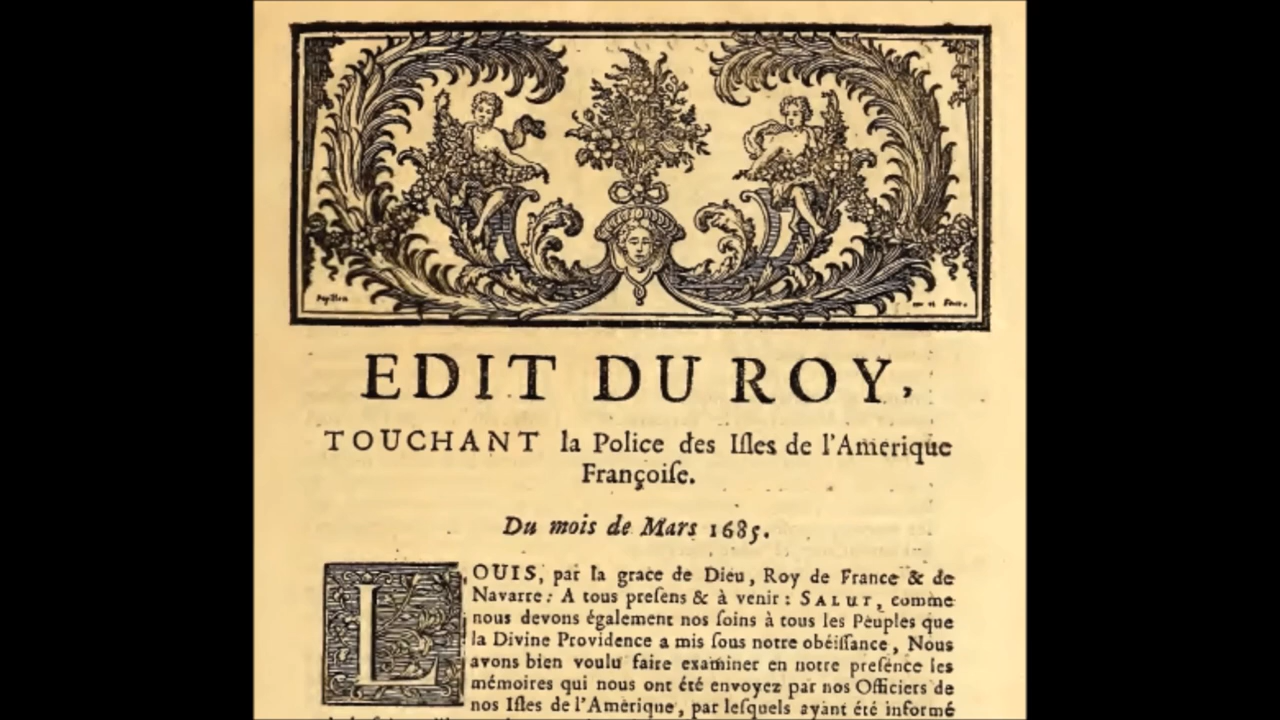 Papillon
EDIT DU ROY,
TOUCHANT la Police des Iſles de l'Amerique
Françoiſe.
Du mois de Mars 1685.
LOUIS, par la grace de Dieu, Roy de France & de
Navarre: A tous preſens & à venir: SALUT, comme
nous devons également nos ſoins à tous les Peuples que
la Divine Providence a mis ſous notre obéiſſance, Nous
avons bien voulu faire examiner en notre preſence les
mémoires qui nous ont été envoyez par nos Officiers de
nos Iſles de l'Amérique, par leſquels ayant été informé